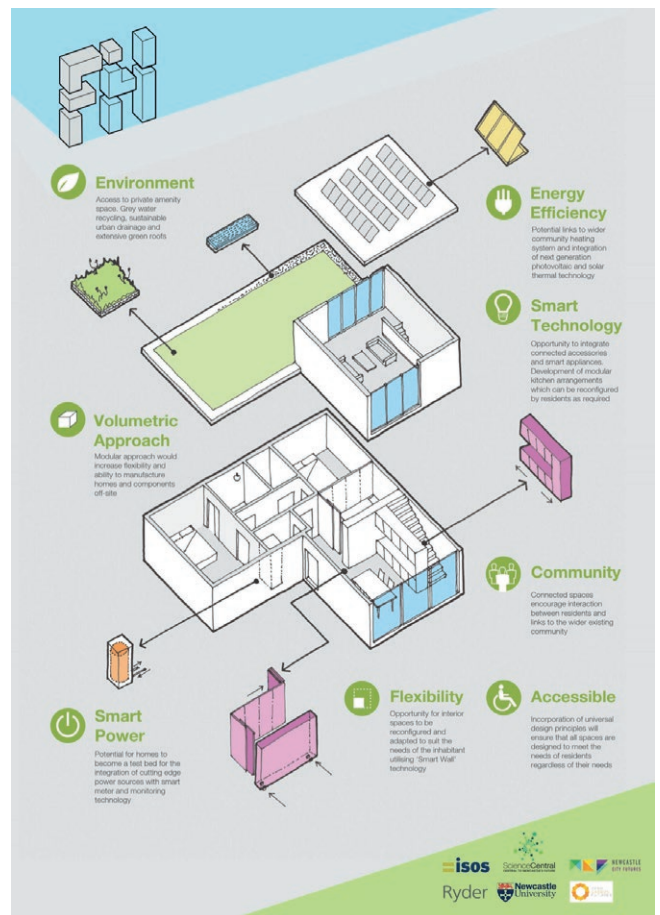 Environment
Access to private amenity
space. Grey water
recycling, sustainable
urban drainage and
extensive green roots
Energy
Efficiency
Potential links to wider
community heating
system and integration
of next generation
photovoltaic and solar
thermal technology
Smart
Technology
Opportunity to integrate
connected accessories
and smart appliances.
Development of modular
kitchen arrangements
which can be reconfigured
by residents as required
Volumetric
Approach
Modular approach would
increase flexibility and
ability to manufacture
homes and components
off-site
Community
Connected spaces
encourage interaction
between residents and
links to the wider existing
community
Smart
Power
Potential for homes to
become a test bed for the
integration of cutting edge
power sources with smart
meter and monitoring
technology
Flexibility
Opportunity for interior
spaces to be
reconfigured and
adapted to suit the
needs of the inhabitant
utilising 'Smart Wall'
technology
Accessible
Incorporation of universal
design principles will
ensure that all spaces are
designed to meet the
needs of residents
regardless of their needs
isos
ScienceCentral
NEWCASTLE
CITY FUTURES
Ryder
Newcastle
University